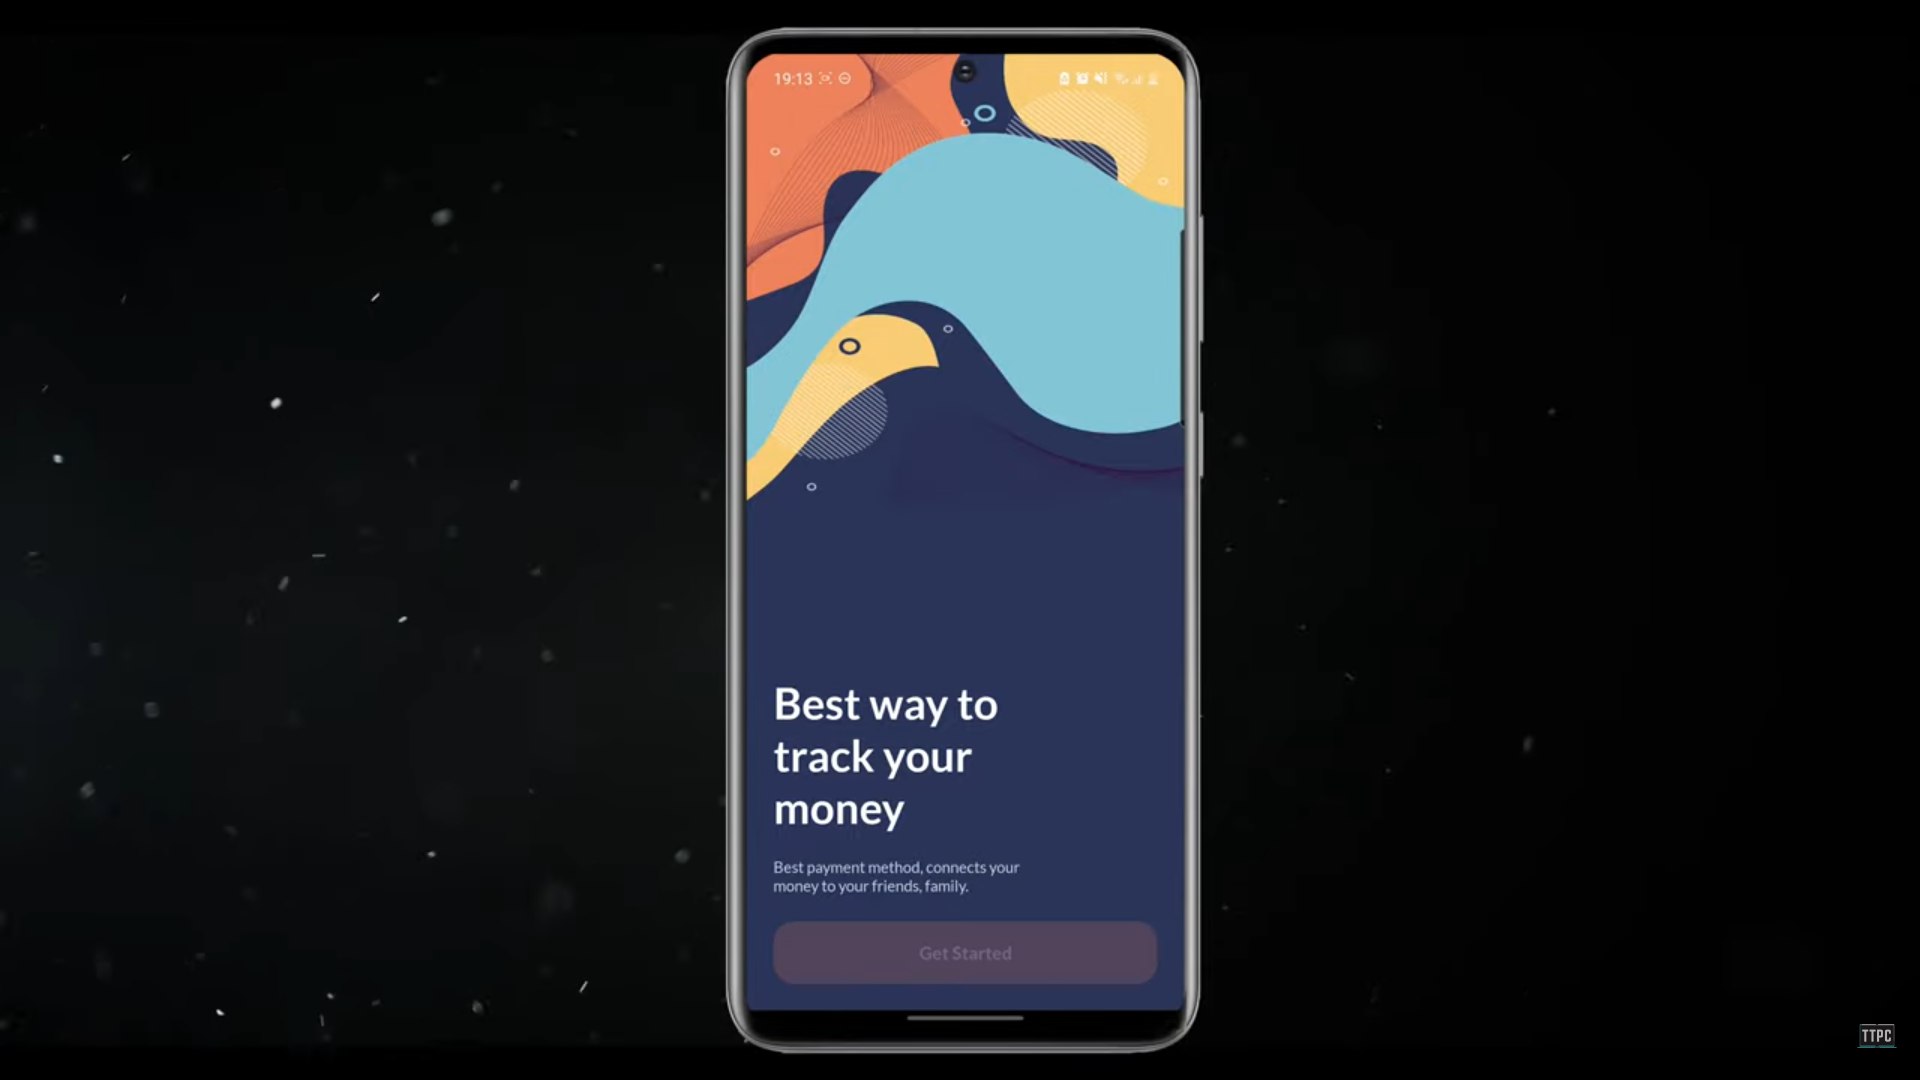 19:13
Best way to
track your
money
Best payment method, connects your
money to your friends, family.
Get Started
TTPC